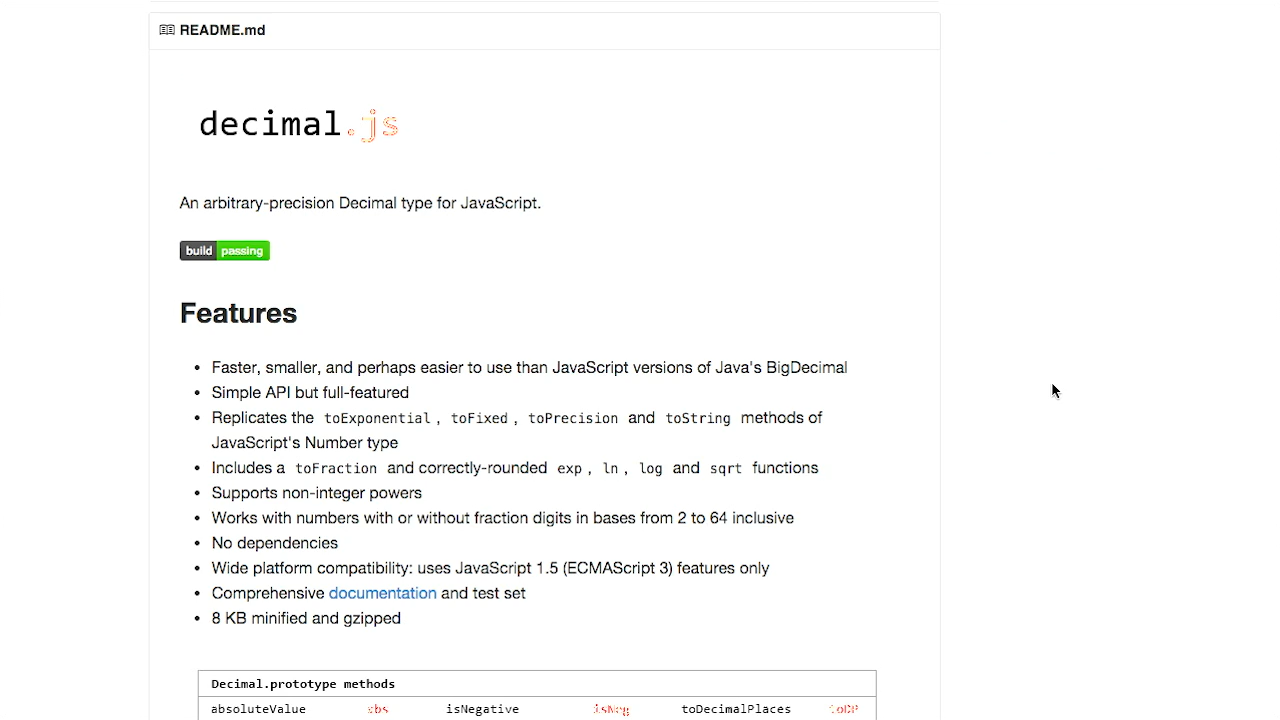 README.md
decimal.js
An arbitrary-precision Decimal type for JavaScript.
build passing
Features
• Faster, smaller, and perhaps easier to use than JavaScript versions of Java's BigDecimal
• Simple API but full-featured
• Replicates the toExponential, toFixed, toPrecision and toString methods of
JavaScript's Number type
• Includes a toFraction and correctly-rounded exp, ln, log and sqrt functions
• Supports non-integer powers
• Works with numbers with or without fraction digits in bases from 2 to 64 inclusive
• No dependencies
• Wide platform compatibility: uses JavaScript 1.5 (ECMAScript 3) features only
• Comprehensive documentation and test set
• 8 KB minified and gzipped
Decimal.prototype methods
absoluteValue abs isNegative isNeg toDecimalPlaces toDP